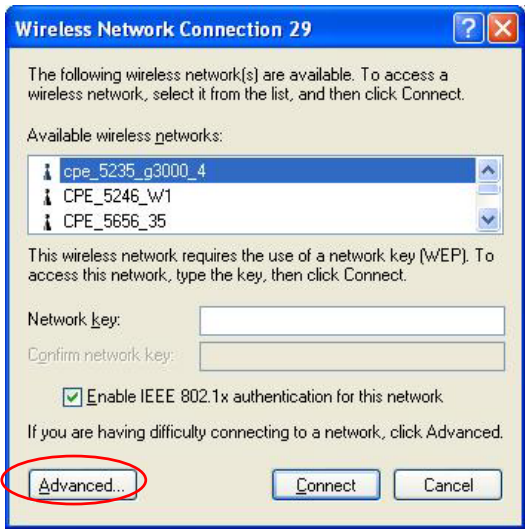 Wireless Network Connection 29
The following wireless network(s) are available. To access a
wireless network, select it from the list, and then click Connect.
Available wireless networks:
cpe_5235_g3000_4
CPE_5246_W1
CPE_5656_35
This wireless network requires the use of a network key (WEP). To
access this network, type the key, then click Connect.
Network key:
Confirm network key:
Enable IEEE 802.1x authentication for this network
If you are having difficulty connecting to a network, click Advanced.
Advanced... Connect Cancel